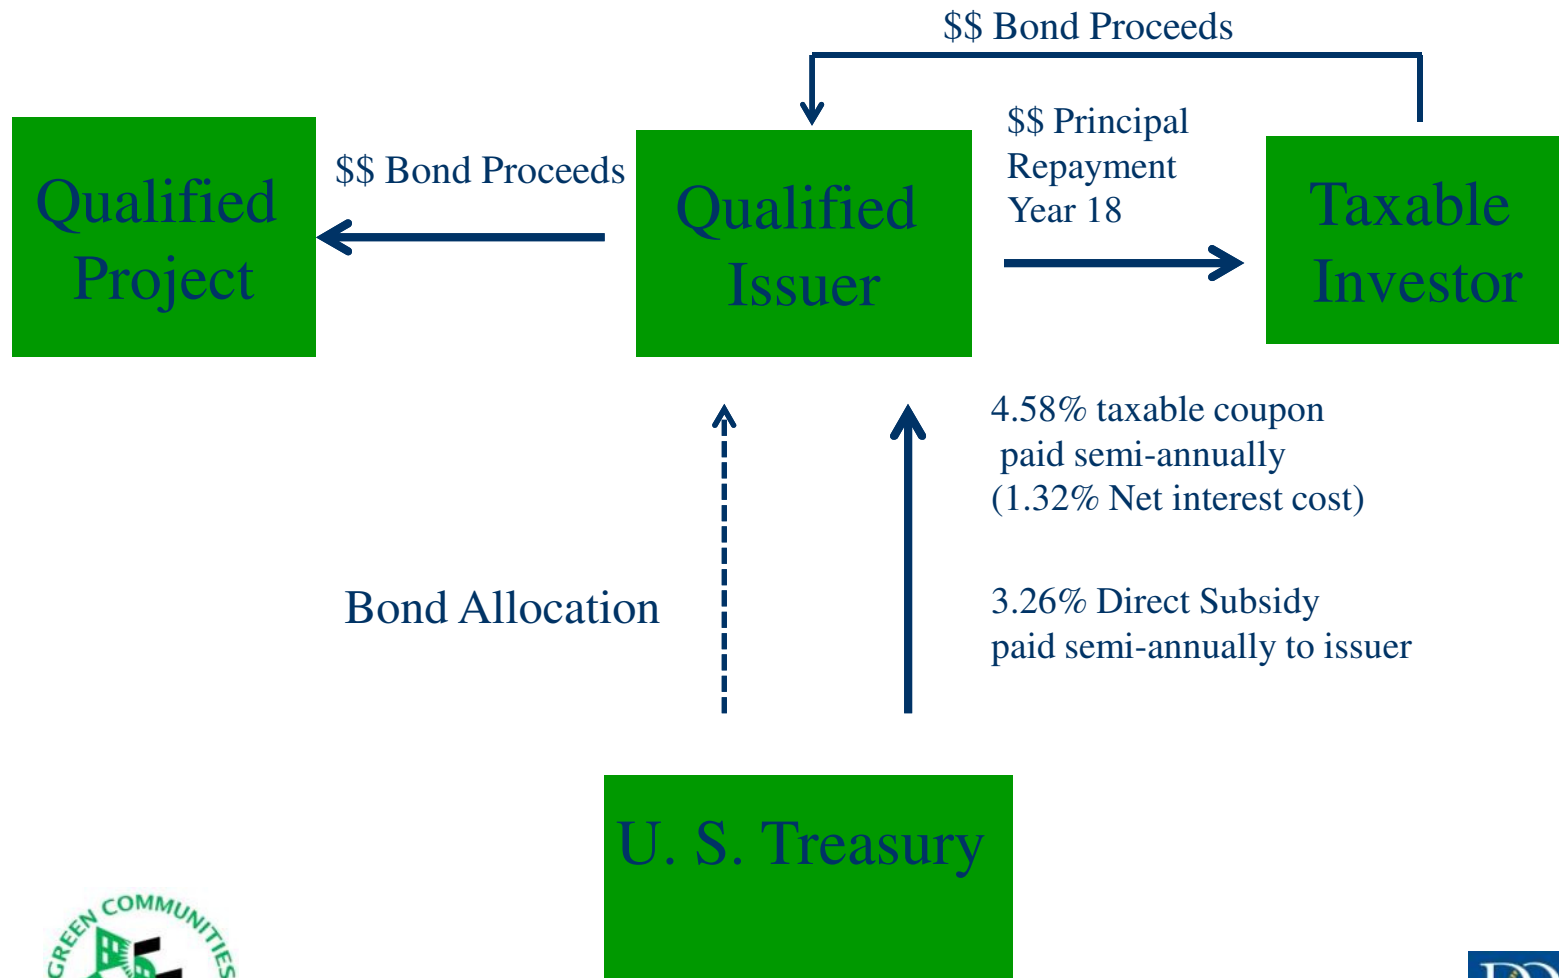 $$ Bond Proceeds
Qualified
Project
$$ Bond Proceeds
Qualified
Issuer
$$ Principal
Repayment
Year 18
Taxable
Investor
4.58% taxable coupon
paid semi-annually
(1.32% Net interest cost)
Bond Allocation
3.26% Direct Subsidy
paid semi-annually to issuer
U. S. Treasury
GREEN COMMUNITIES